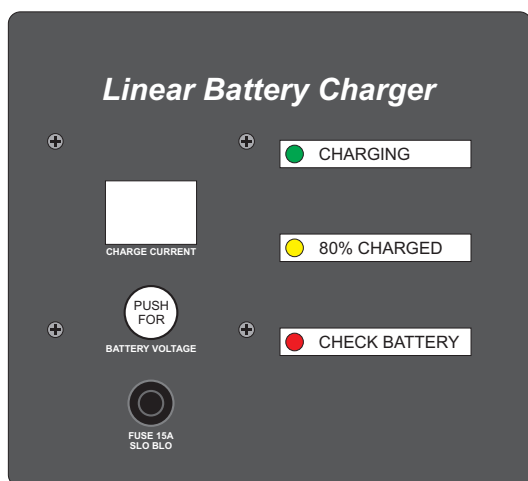 Linear Battery Charger
CHARGING
CHARGE CURRENT
80% CHARGED
PUSH
FOR
BATTERY VOLTAGE
CHECK BATTERY
FUSE 15A
SLO BLO